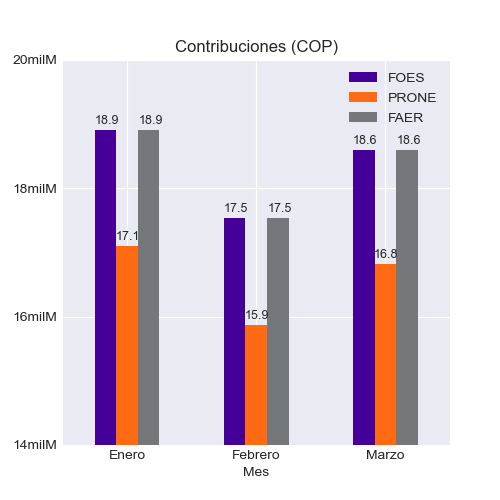 Contribuciones (COP)
20milM
18milM
16milM
14milM
FOES
PRONE
FAER
18.9
17.1
18.9
17.5
15.9
17.5
18.6
16.8
18.6
Enero
Febrero
Marzo
Mes